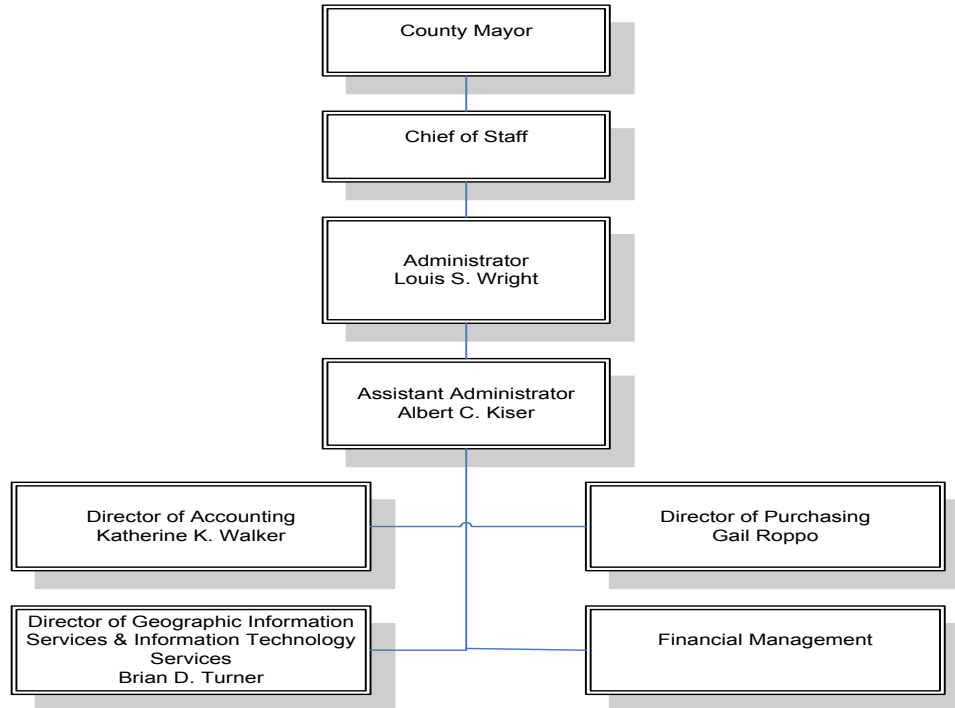 County Mayor
Chief of Staff
Administrator
Louis S. Wright
Assistant Administrator
Albert C. Kiser
Director of Accounting
Katherine K. Walker
Director of Purchasing
Gail Roppo
Director of Geographic Information
Services & Information Technology
Services
Brian D. Turner
Financial Management